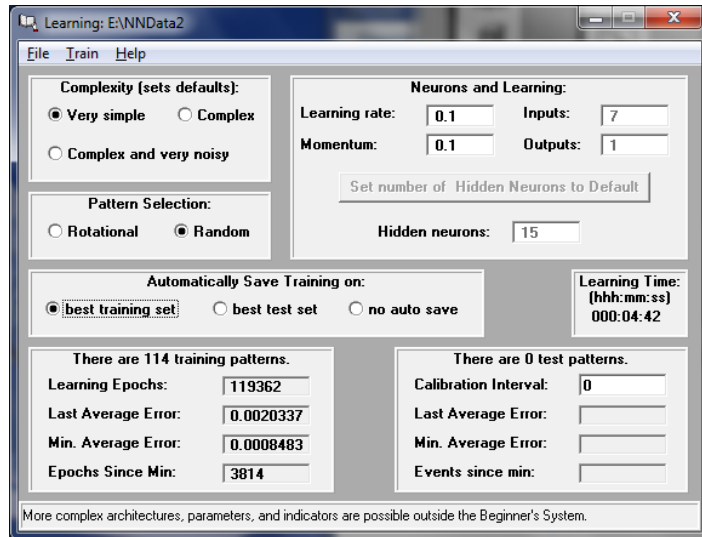 Learning: E:\NNData2
File Train Help
Complexity (sets defaults):
Very simple Complex
Complex and very noisy
Pattern Selection:
Rotational Random
Neurons and Learning:
Learning rate: 0.1 Inputs: 7
Momentum: 0.1 Outputs: 1
Set number of Hidden Neurons to Default
Hidden neurons: 15
Automatically Save Training on:
best training set best test set no auto save
Learning Time:
(hhh:mm:ss)
000:04:42
There are 114 training patterns.
Learning Epochs: 119362
Last Average Error: 0.0020337
Min. Average Error: 0.0008483
Epochs Since Min: 3814
There are 0 test patterns.
Calibration Interval: 0
Last Average Error:
Min. Average Error:
Events since min:
More complex architectures, parameters, and indicators are possible outside the Beginner's System.